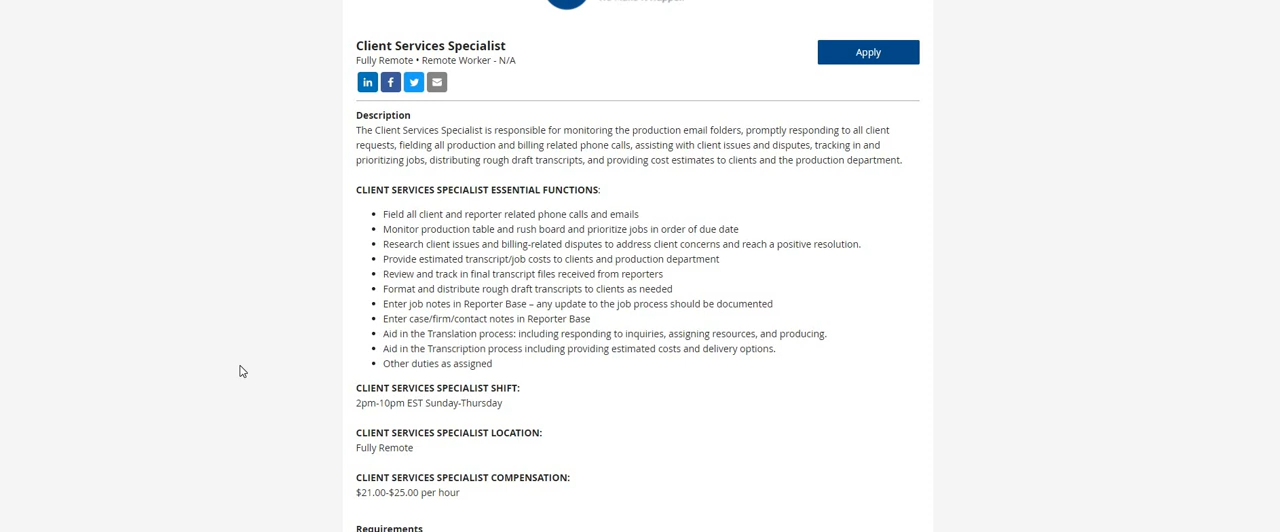 Client Services Specialist
Apply
Fully Remote • Remote Worker - N/A
in f
Description
The Client Services Specialist is responsible for monitoring the production email folders, promptly responding to all client
requests, fielding all production and billing related phone calls, assisting with client issues and disputes, tracking in and
prioritizing jobs, distributing rough draft transcripts, and providing cost estimates to clients and the production department.
CLIENT SERVICES SPECIALIST ESSENTIAL FUNCTIONS:
• Field all client and reporter related phone calls and emails
• Monitor production table and rush board and prioritize jobs in order of due date
• Research client issues and billing-related disputes to address client concerns and reach a positive resolution.
• Provide estimated transcript/job costs to clients and production department
• Review and track in final transcript files received from reporters
• Format and distribute rough draft transcripts to clients as needed
• Enter job notes in Reporter Base – any update to the job process should be documented
• Enter case/firm/contact notes in Reporter Base
• Aid in the Translation process: including responding to inquiries, assigning resources, and producing.
• Aid in the Transcription process including providing estimated costs and delivery options.
• Other duties as assigned
CLIENT SERVICES SPECIALIST SHIFT:
2pm-10pm EST Sunday-Thursday
CLIENT SERVICES SPECIALIST LOCATION:
Fully Remote
CLIENT SERVICES SPECIALIST COMPENSATION:
$21.00-$25.00 per hour
Requirements